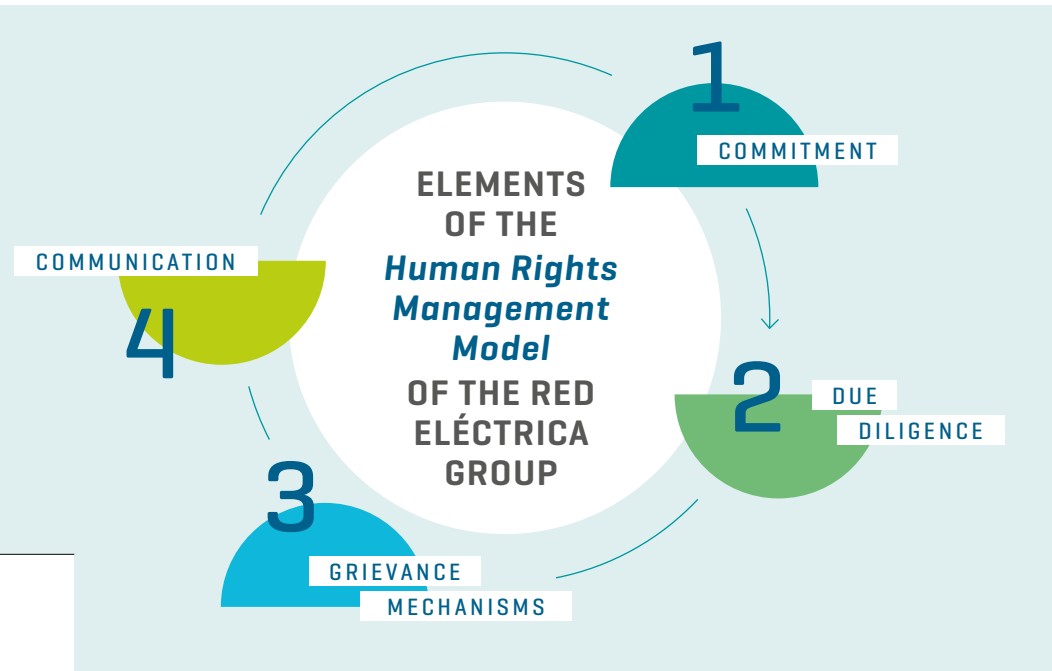 ELEMENTS
OF THE
Human Rights
Management
Model
OF THE RED
ELÉCTRICA
GROUP
1
COMMITMENT
2
DUE
DILIGENCE
3
GRIEVANCE
MECHANISMS
4
COMMUNICATION